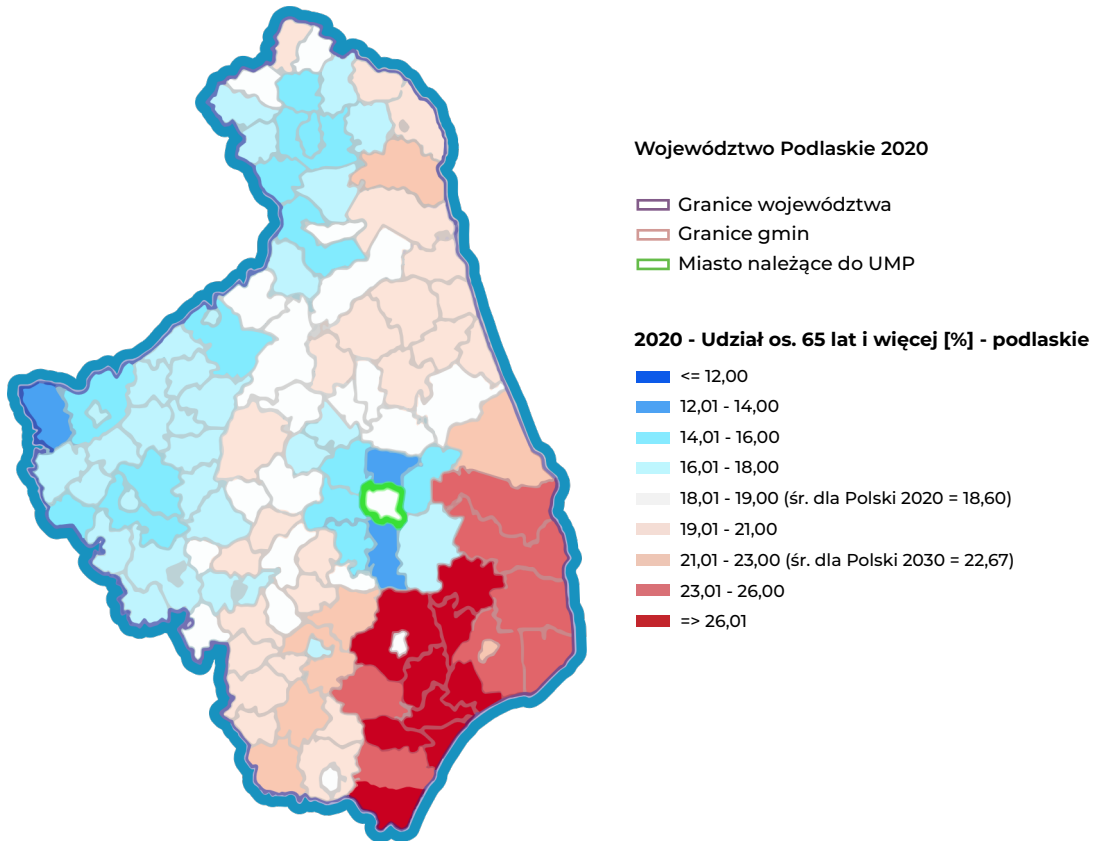 Województwo Podlaskie 2020
Granice województwa
Granice gmin
Miasto należące do UMP
2020 - Udział os. 65 lat i więcej [%] - podlaskie
<= 12,00
12,01 - 14,00
14,01 - 16,00
16,01 - 18,00
18,01 - 19,00 (śr. dla Polski 2020 = 18,60)
19,01 - 21,00
21,01 - 23,00 (śr. dla Polski 2030 = 22,67)
23,01 - 26,00
=> 26,01